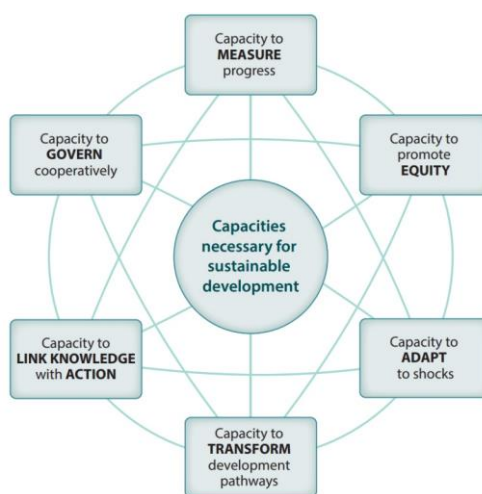 Capacity to
MEASURE
progress
Capacity to
GOVERN
cooperatively
Capacity to
promote
EQUITY
Capacities
necessary for
sustainable
development
Capacity to
LINK KNOWLEDGE
with ACTION
Capacity to
ADAPT
to shocks
Capacity to
TRANSFORM
development
pathways